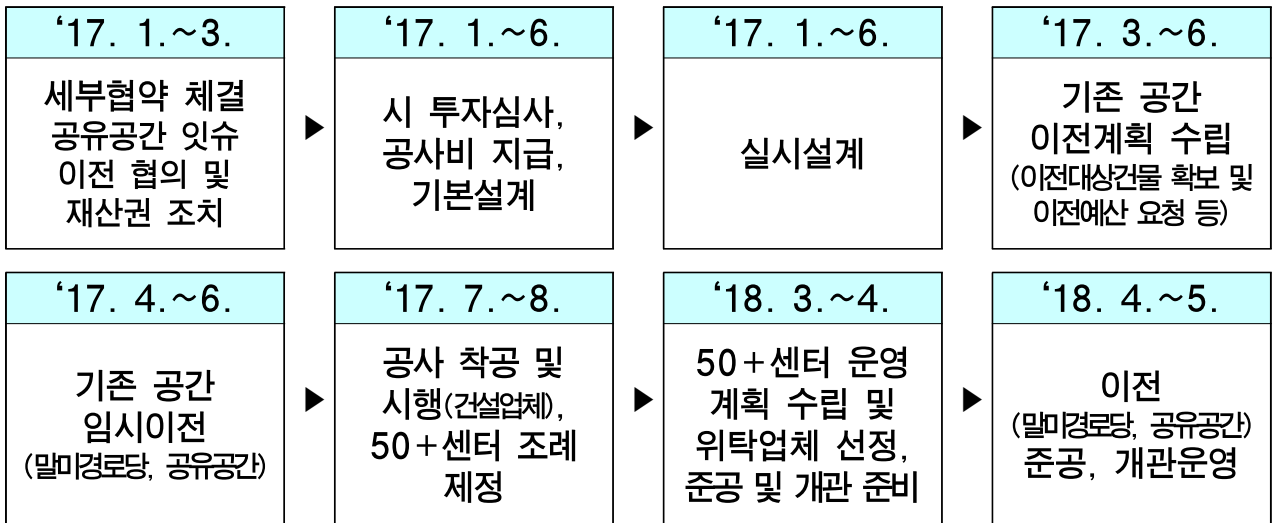 ‘17. 1.~3.
세부협약 체결
공유공간 잇슈
이전 협의 및
재산권 조치
▶
‘17. 1.~6.
시 투자심사,
공사비 지급,
기본설계
▶
‘17. 1.~6.
실시설계
▶
‘17. 3.~6.
기존 공간
이전계획 수립
(이전대상건물 확보 및
이전예산 요청 등)
‘17. 4.~6.
기존 공간
임시이전
(말미경로당, 공유공간)
▶
‘17. 7.~8.
공사 착공 및
시행(건설업체),
50+센터 조례
제정
▶
‘18. 3.~4.
50+센터 운영
계획 수립 및
위탁업체 선정,
준공 및 개관 준비
▶
‘18. 4.~5.
이전
(말미경로당, 공유공간)
준공, 개관운영